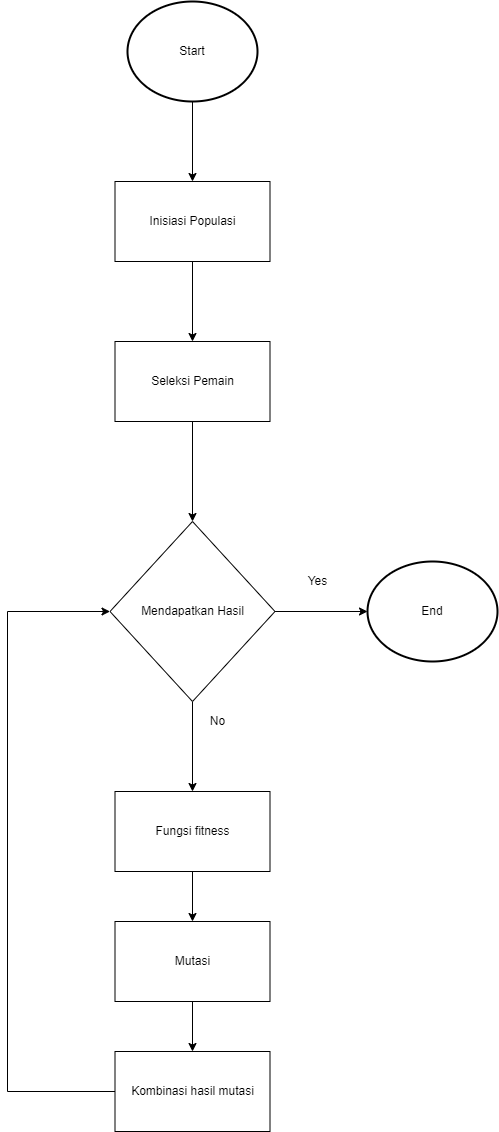 Start
Inisiasi Populasi
Seleksi Pemain
Mendapatkan Hasil
Yes
End
No
Fungsi fitness
Mutasi
Kombinasi hasil mutasi